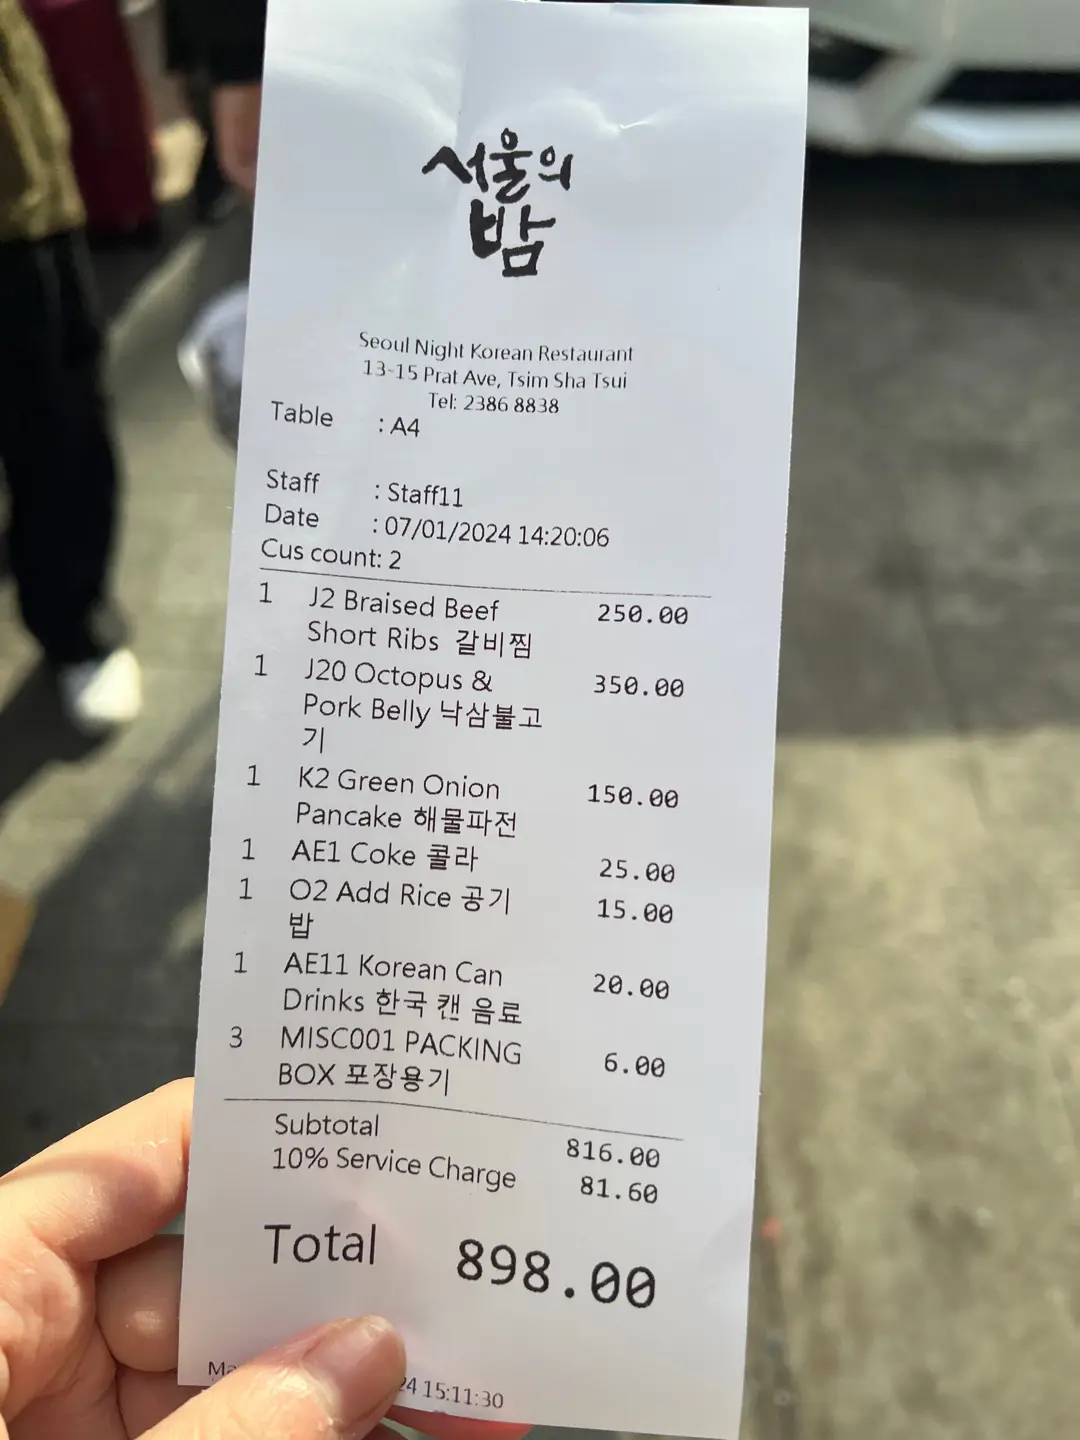 서울의
밤
Seoul Night Korean Restaurant
13-15 Prat Ave, Tsim Sha Tsui
Tel: 2386 8838
Table : A4
Staff : Staff11
Date : 07/01/2024 14:20:06
Cus count: 2
1 J2 Braised Beef 250.00
Short Ribs 갈비찜
1 J20 Octopus & 350.00
Pork Belly 낙삼불고
기
1 K2 Green Onion 150.00
Pancake 해물파전
1 AE1 Coke 콜라 25.00
1 O2 Add Rice 공기 15.00
밥
1 AE11 Korean Can 20.00
Drinks 한국 캔 음료
3 MISC001 PACKING 6.00
BOX 포장용기
Subtotal 816.00
10% Service Charge 81.60
Total 898.00
24 15:11:30